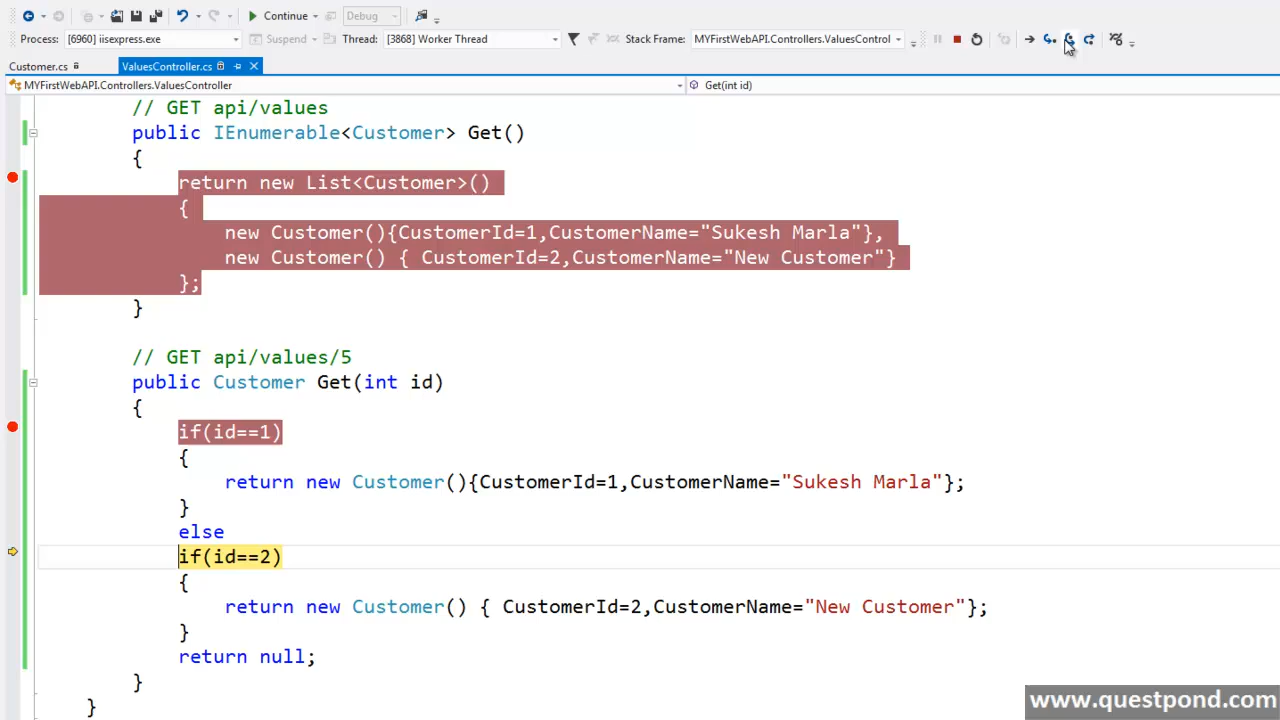 Continue Debug
Process: [6960] iisexpress.exe Suspend Thread: [3868] Worker Thread Stack Frame: MYFirstWebAPI.Controllers.ValuesControl
Customer.cs ValuesController.cs
MYFirstWebAPI.Controllers.ValuesController Get(int id)
// GET api/values
public IEnumerable<Customer> Get()
{
return new List<Customer>()
{
new Customer(){CustomerId=1,CustomerName="Sukesh Marla"},
new Customer() { CustomerId=2,CustomerName="New Customer"}
};
}
// GET api/values/5
public Customer Get(int id)
{
if(id==1)
{
return new Customer(){CustomerId=1,CustomerName="Sukesh Marla"};
}
else
if(id==2)
{
return new Customer() { CustomerId=2,CustomerName="New Customer"};
}
return null;
}
}
www.questpond.com